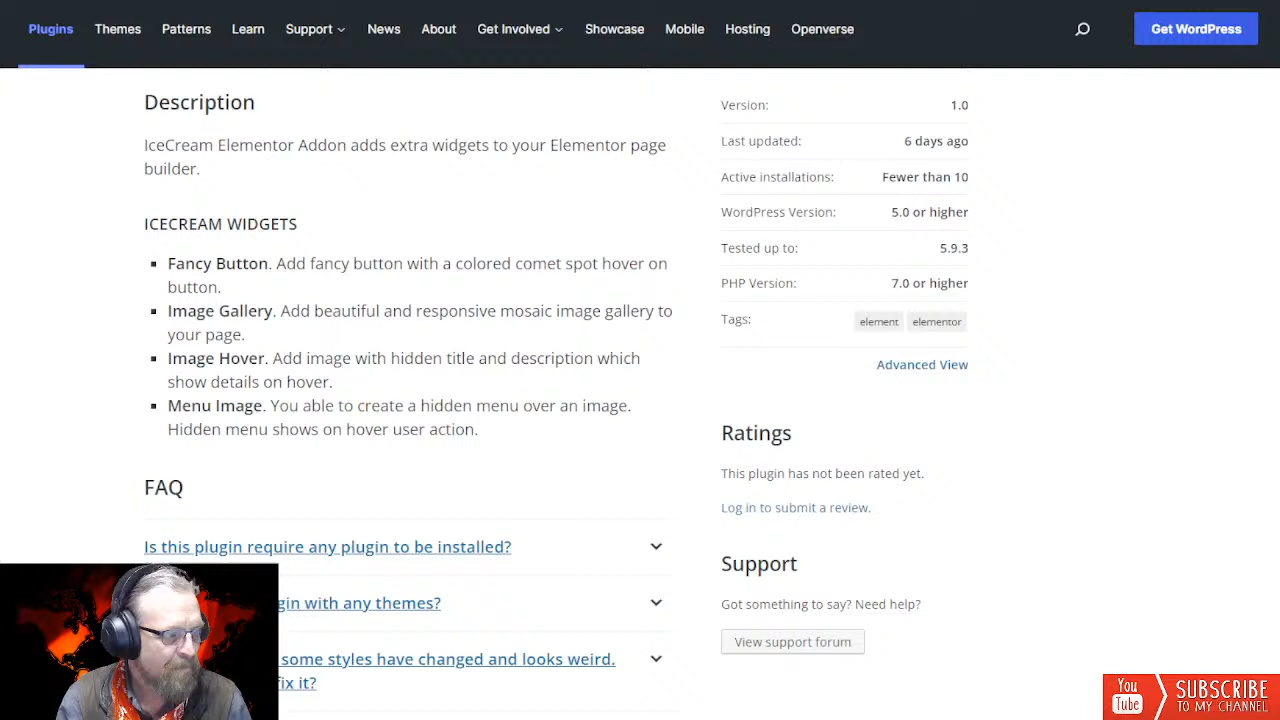 Plugins Themes Patterns Learn Support News About Get Involved Showcase Mobile Hosting Openverse Get WordPress
Description
IceCream Elementor Addon adds extra widgets to your Elementor page
builder.
ICECREAM WIDGETS
Fancy Button. Add fancy button with a colored comet spot hover on
button.
Image Gallery. Add beautiful and responsive mosaic image gallery to
your page.
Image Hover. Add image with hidden title and description which
show details on hover.
Menu Image. You able to create a hidden menu over an image.
Hidden menu shows on hover user action.
FAQ
Is this plugin require any plugin to be installed?
with any themes?
some styles have changed and looks weird.
fix it?
Version: 1.0
Last updated: 6 days ago
Active installations: Fewer than 10
WordPress Version: 5.0 or higher
Tested up to: 5.9.3
PHP Version: 7.0 or higher
Tags: element elementor
Advanced View
Ratings
This plugin has not been rated yet.
Log in to submit a review.
Support
Got something to say? Need help?
View support forum
You
Tube
SUBSCRIBE
TO MY CHANNEL